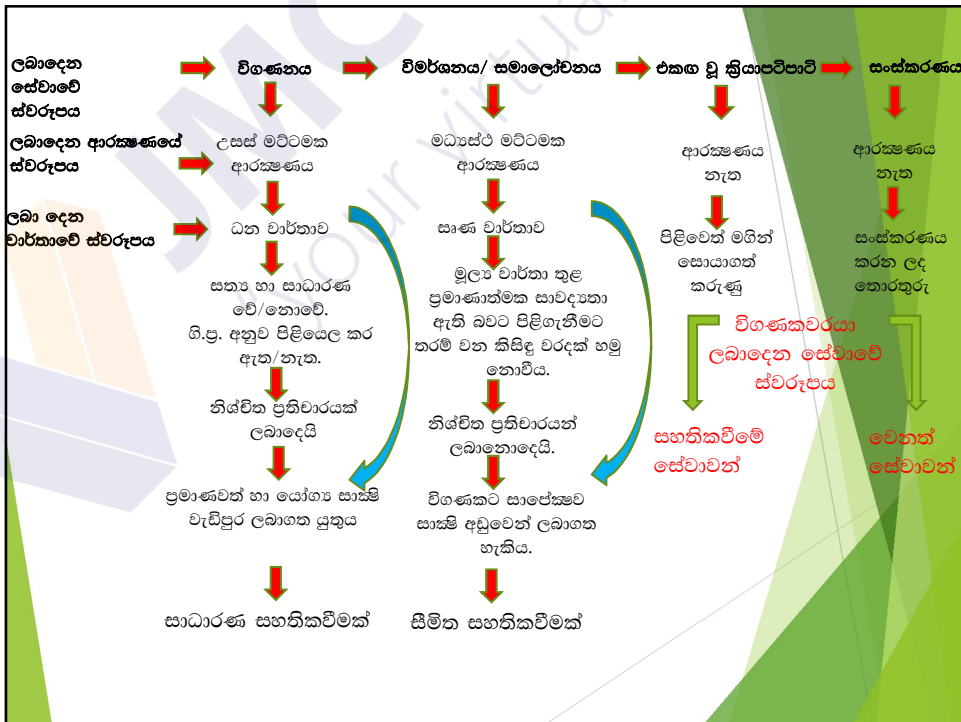 JMC
"your virtual
ලබාදෙන
සේවාවේ
ස්වරූපය
විගණනය
විමර්ශනය/ සමාලෝචනය
එකඟ වූ ක්‍රියාපටිපාටි
සංස්කරණය
ලබාදෙන ආරක්‍ෂණයේ
ස්වරූපය
උසස් මට්ටමක
ආරක්‍ෂණය
මධ්‍යස්ථ මට්ටමක
ආරක්‍ෂණය
ආරක්‍ෂණය
නැත
ආරක්‍ෂණය
නැත
ලබා දෙන
වාර්තාවේ ස්වරූපය
ධන වාර්තාව
සෘණ වාර්තාව
පිළිවෙත් මගින්
සොයාගත්
කරුණු
සංස්කරණය
කරන ලද
තොරතුරු
සත්‍ය හා සාධාරණ
වේ/නොවේ.
ගි.ප්‍ර. අනුව පිළියෙල කර
ඇත/නැත.
මූල්‍ය වාර්තා තුළ
ප්‍රමාණාත්මක සාවද්‍යතා
ඇති බවට පිළිගැනීමට
තරම් වන කිසිඳු වරදක් හමු
නොවීය.
විගණකවරයා
ලබාදෙන සේවාවේ
ස්වරූපය
නිශ්චිත ප්‍රතිචාරයක්
ලබාදෙයි
නිශ්චිත ප්‍රතිචාරයන්
ලබානොදෙයි.
සහතිකවීමේ
සේවාවන්
වෙනත්
සේවාවන්
ප්‍රමාණවත් හා යෝග්‍ය සාක්‍ෂි
වැඩිපුර ලබාගත යුතුය
විගණකට සාපේක්‍ෂව
සාක්‍ෂි අඩුවෙන් ලබාගත
හැකිය.
සාධාරණ සහතිකවීමක්
සීමිත සහතිකවීමක්